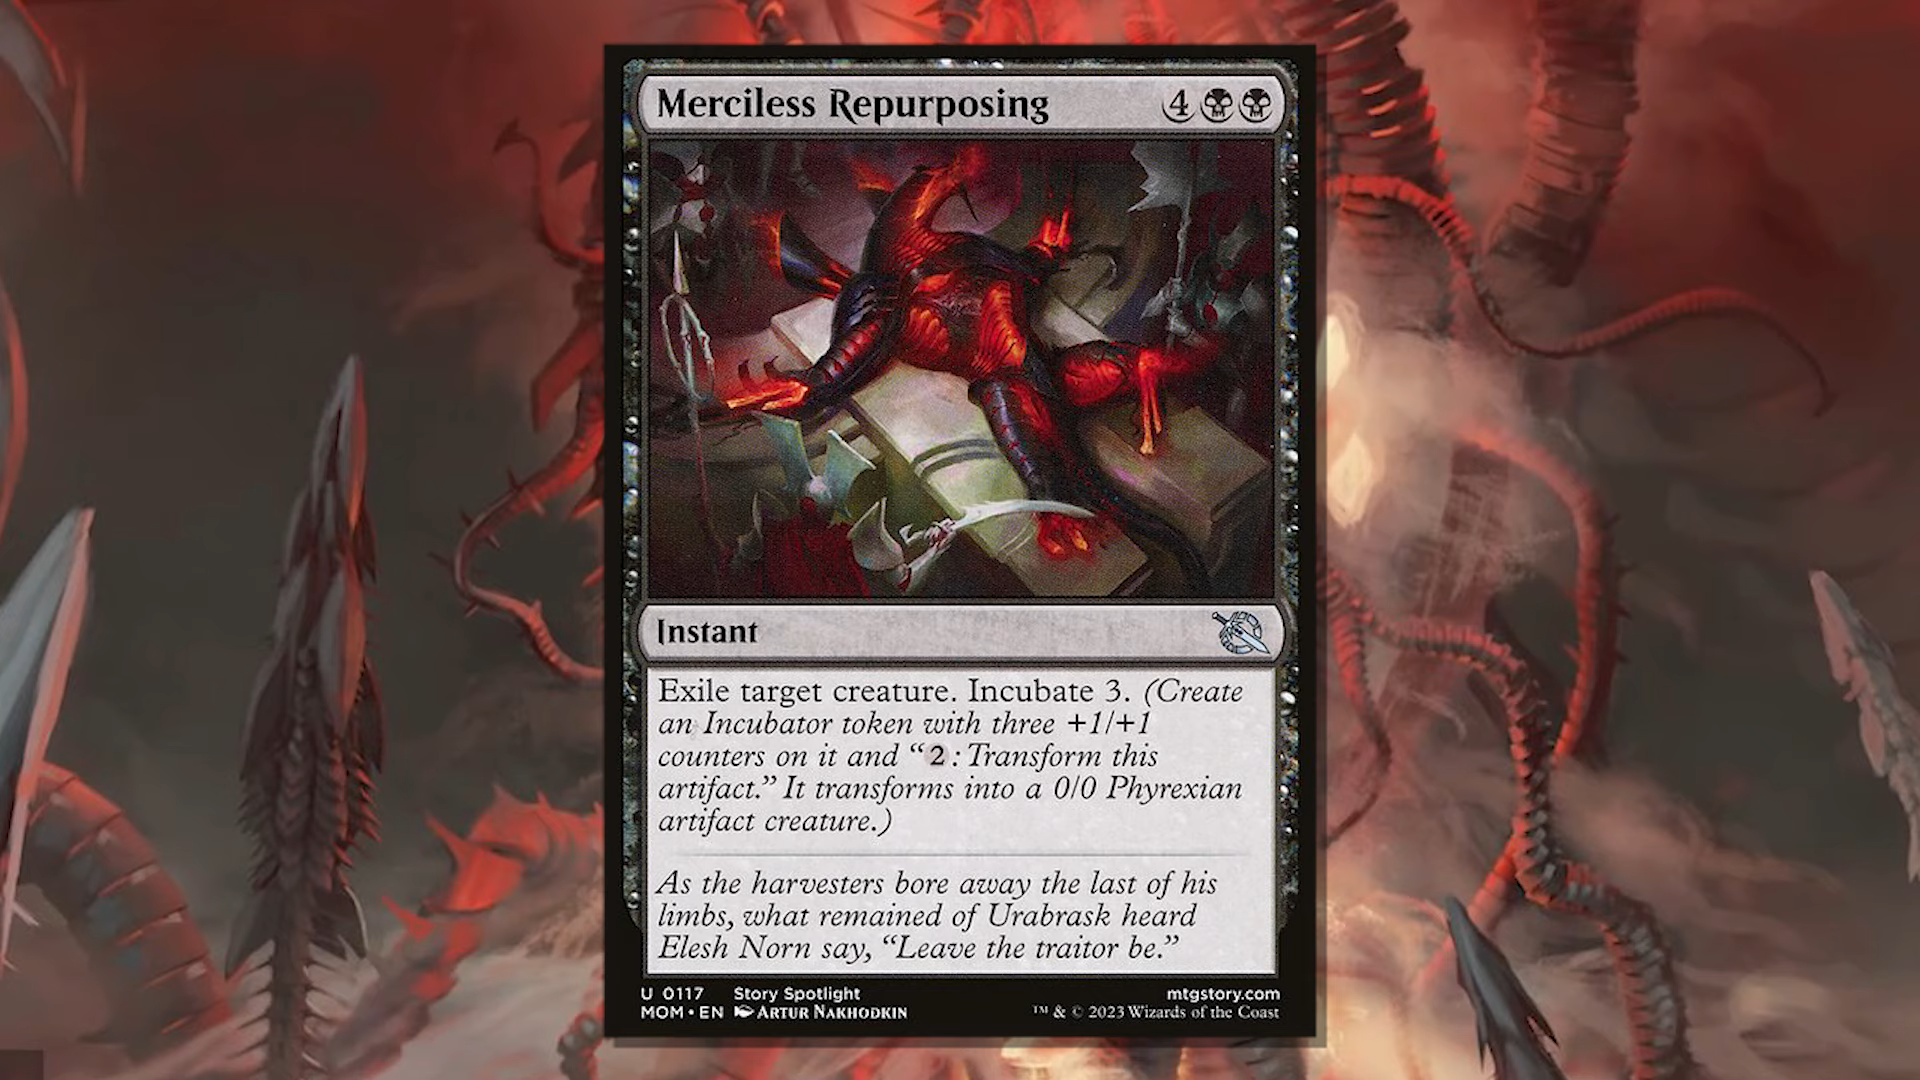 Merciless Repurposing 4
Instant
Exile target creature. Incubate 3. (Create
an Incubator token with three +1/+1
counters on it and “2: Transform this
artifact.” It transforms into a 0/0 Phyrexian
artifact creature.)
As the harvesters bore away the last of his
limbs, what remained of Urabrask heard
Elesh Norn say, “Leave the traitor be.”
U 0117 Story Spotlight mtgstory.com
MOM • EN Artur Nakhodkin ™ & © 2023 Wizards of the Coast